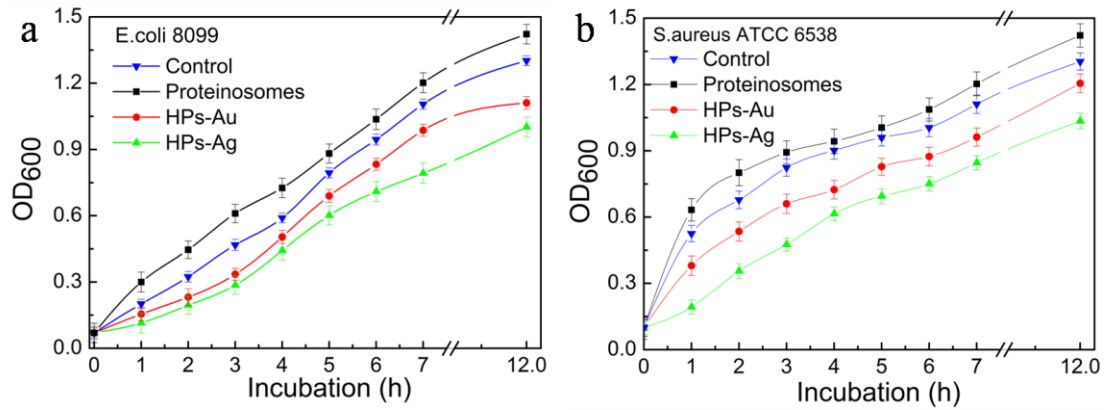 a
E.coli 8099
Control
Proteinosomes
HPs-Au
HPs-Ag
OD600
1.5
1.2
0.9
0.6
0.3
0.0
0 1 2 3 4 5 6 7 12.0
Incubation (h)
b
S.aureus ATCC 6538
Control
Proteinosomes
HPs-Au
HPs-Ag
OD600
1.5
1.2
0.9
0.6
0.3
0.0
0 1 2 3 4 5 6 7 12.0
Incubation (h)